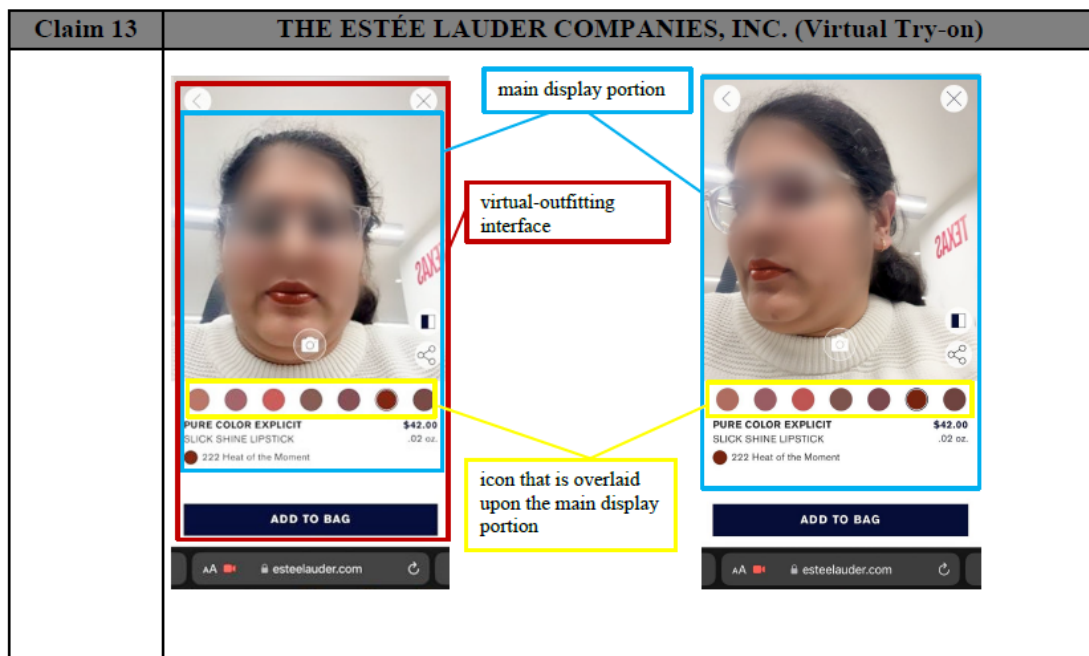 Claim 13
THE ESTÉE LAUDER COMPANIES, INC. (Virtual Try-on)
main display portion
virtual-outfitting
interface
TEXAS
PURE COLOR EXPLICIT $42.00
SLICK SHINE LIPSTICK .02 oz.
222 Heat of the Moment
ADD TO BAG
AA esteelauder.com
icon that is overlaid
upon the main display
portion
TEXAS
PURE COLOR EXPLICIT $42.00
SLICK SHINE LIPSTICK .02 oz.
222 Heat of the Moment
ADD TO BAG
AA esteelauder.com